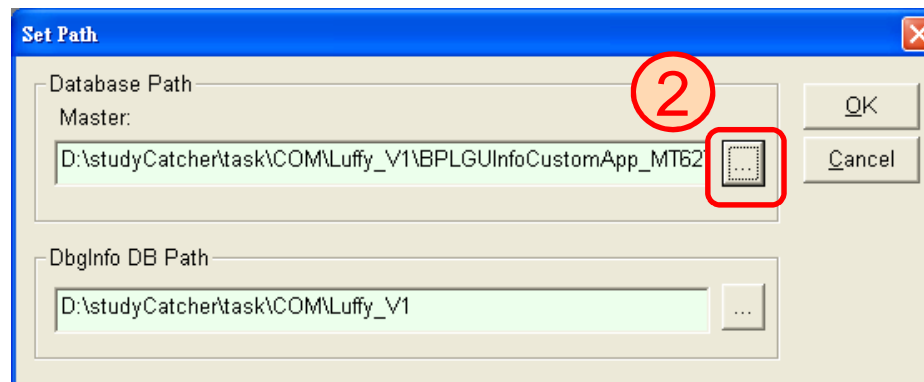 Set Path
Database Path
Master:
2
OK
D:\studyCatcher\task\COM\Luffy_V1\BPLGUInfoCustomApp_MT62
...
Cancel
DbgInfo DB Path
D:\studyCatcher\task\COM\Luffy_V1
...